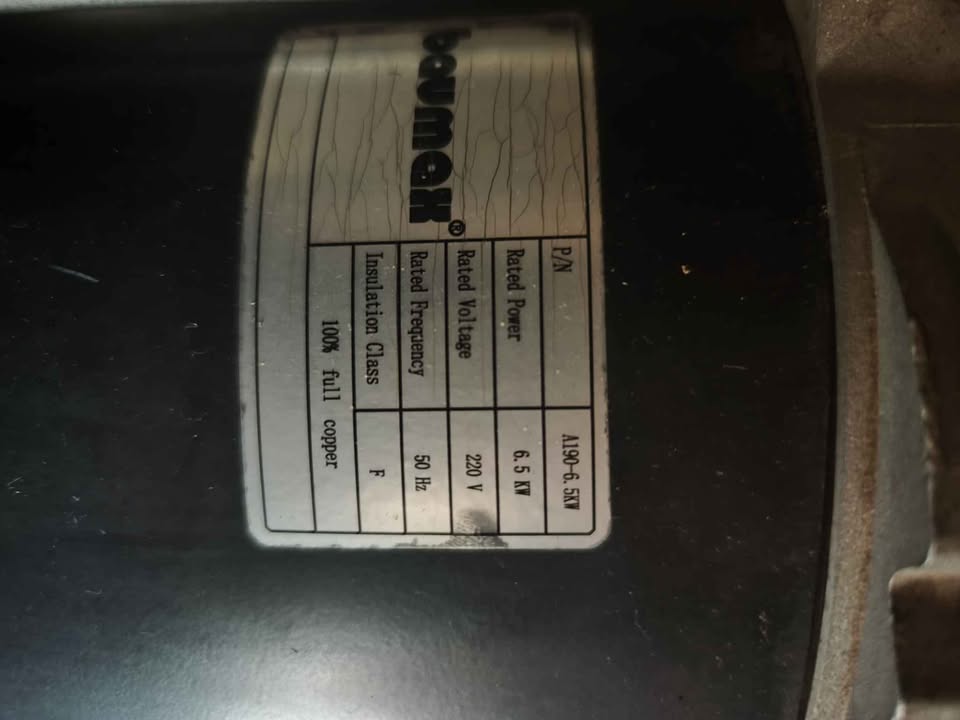 baumax®
P/N A190-6.5KW
Rated Power 6.5 KW
Rated Voltage 220 V
Rated Frequency 50 Hz
Insulation Class F
100% full copper